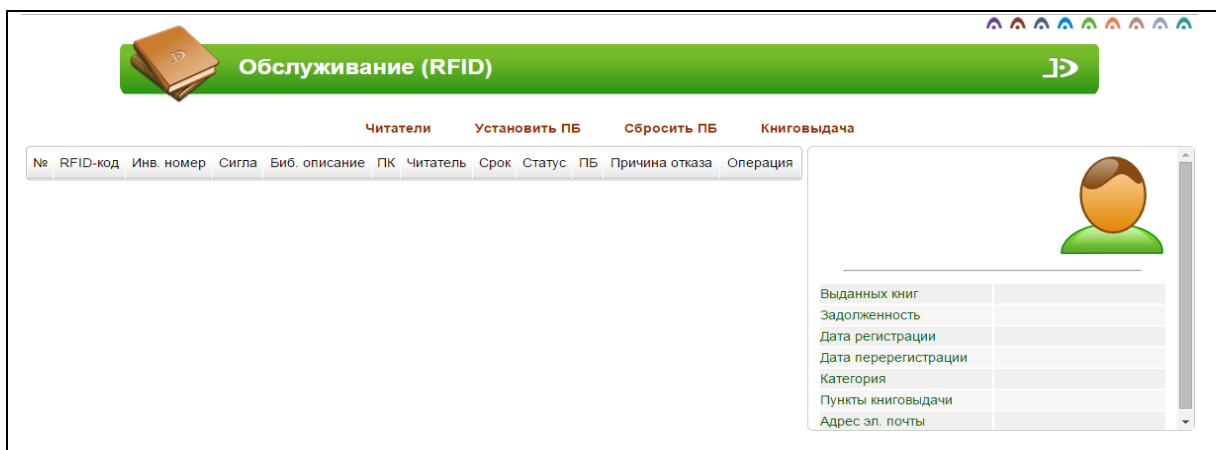 Обслуживание (RFID)
Читатели Установить ПБ Сбросить ПБ Книговыдача
№ RFID-код Инв. номер Сигла Биб. описание ПК Читатель Срок Статус ПБ Причина отказа Операция
Выданных книг
Задолженность
Дата регистрации
Дата перерегистрации
Категория
Пункты книговыдачи
Адрес эл. почты